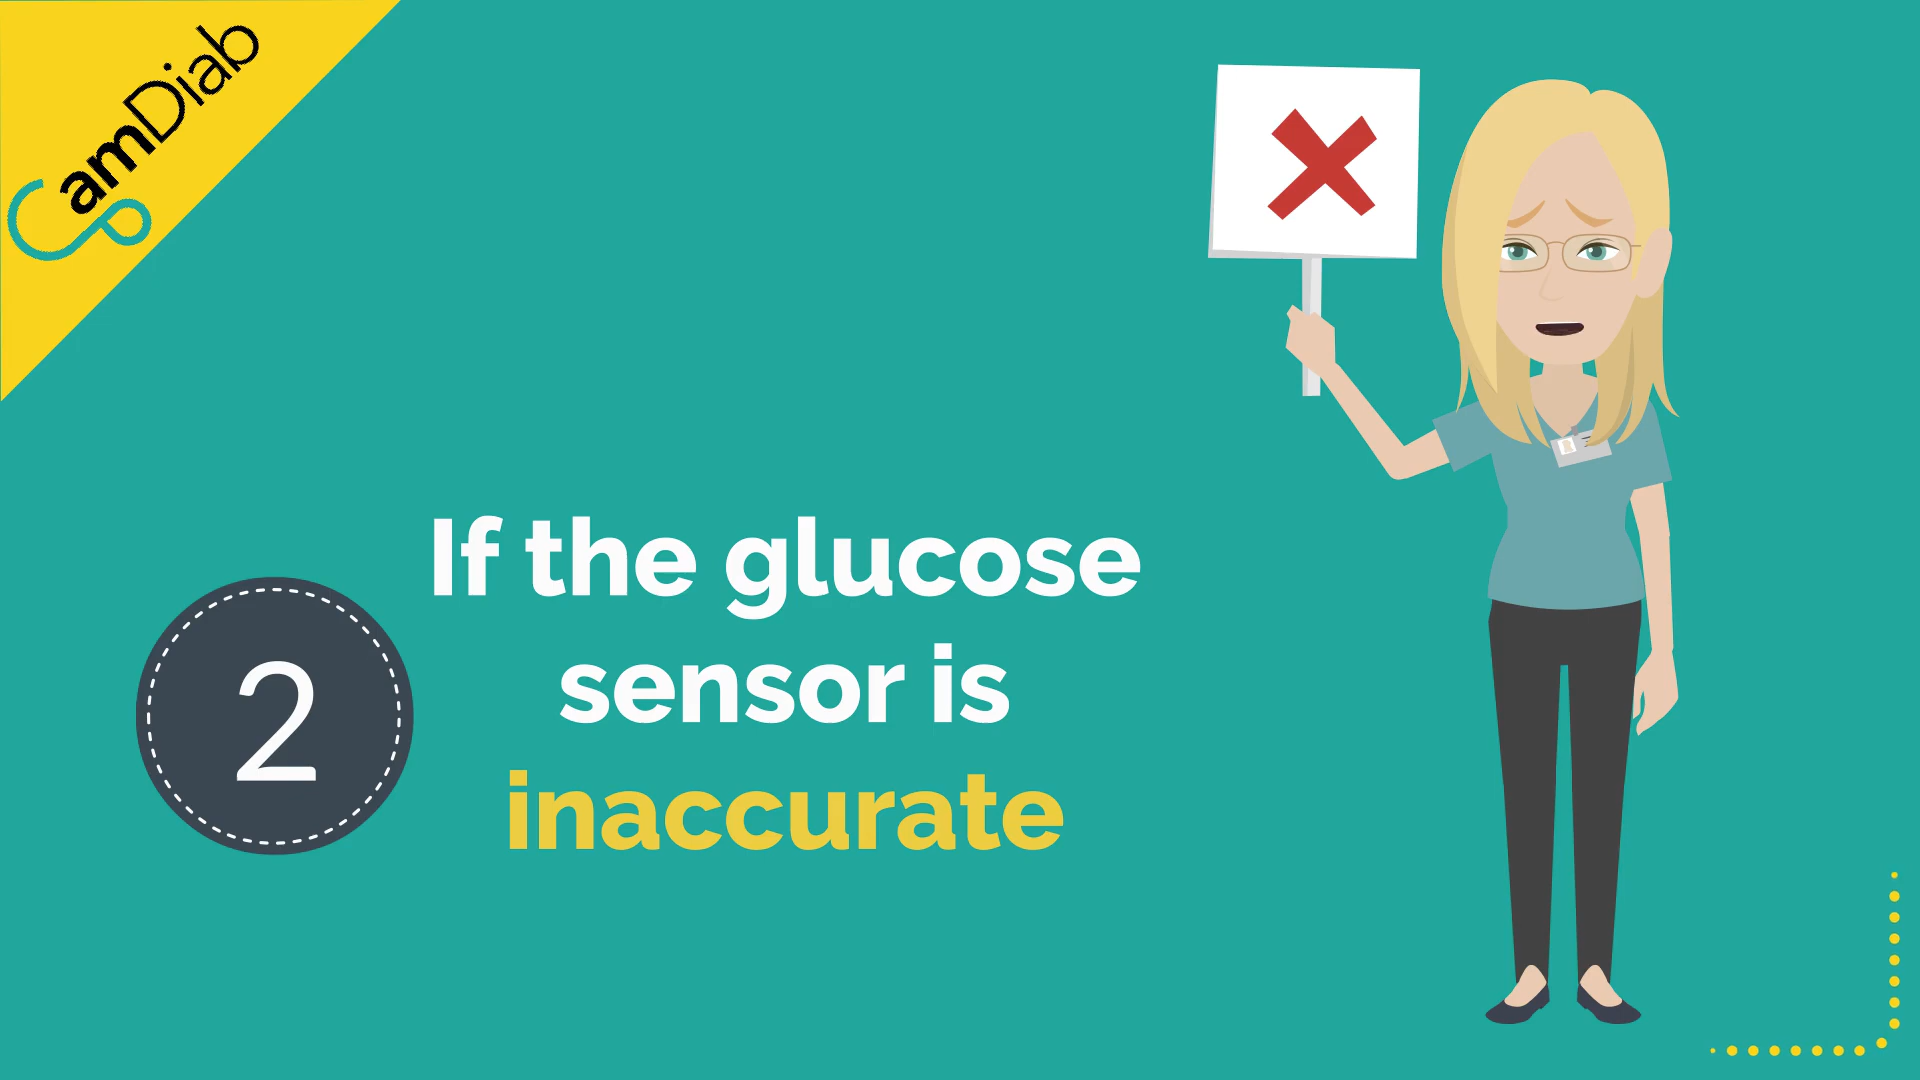 CamDiab
2
If the glucose
sensor is
inaccurate